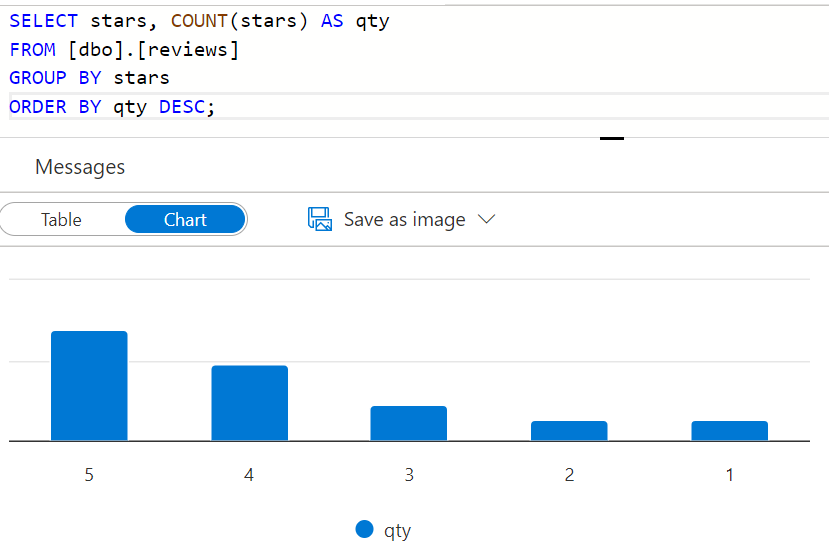 SELECT stars, COUNT(stars) AS qty
FROM [dbo].[reviews]
GROUP BY stars
ORDER BY qty DESC;
Messages
Table Chart Save as image
5 4 3 2 1
qty